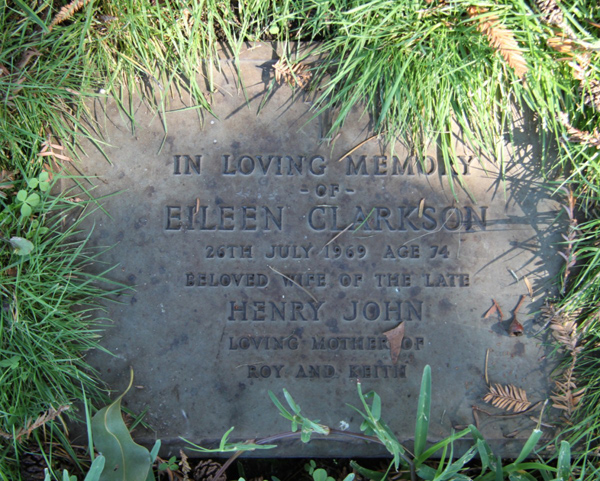 IN LOVING MEMORY
- OF -
EILEEN CLARKSON
26TH JULY 1969 AGE 74
BELOVED WIFE OF THE LATE
HENRY JOHN
LOVING MOTHER OF
ROY AND KEITH